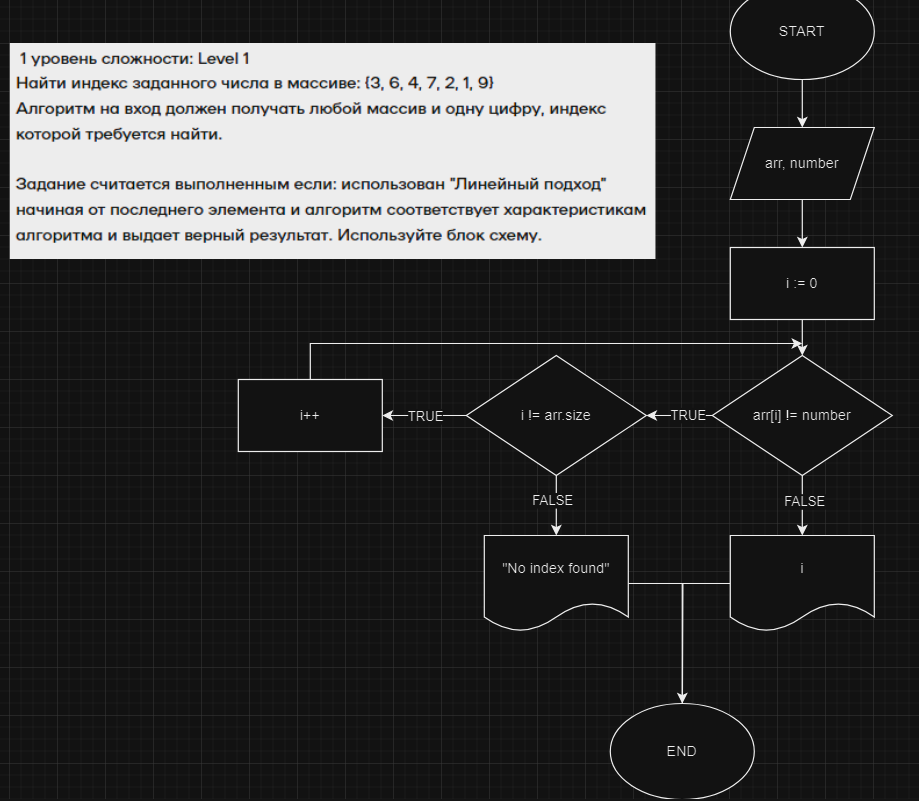 1 уровень сложности: Level 1
Найти индекс заданного числа в массиве: {3, 6, 4, 7, 2, 1, 9}
Алгоритм на вход должен получать любой массив и одну цифру, индекс
которой требуется найти.
Задание считается выполненным если: использован "Линейный подход"
начиная от последнего элемента и алгоритм соответствует характеристикам
алгоритма и выдает верный результат. Используйте блок схему.
START
arr, number
i := 0
arr[i] != number
TRUE
i != arr.size
TRUE
i++
FALSE
FALSE
"No index found"
i
END